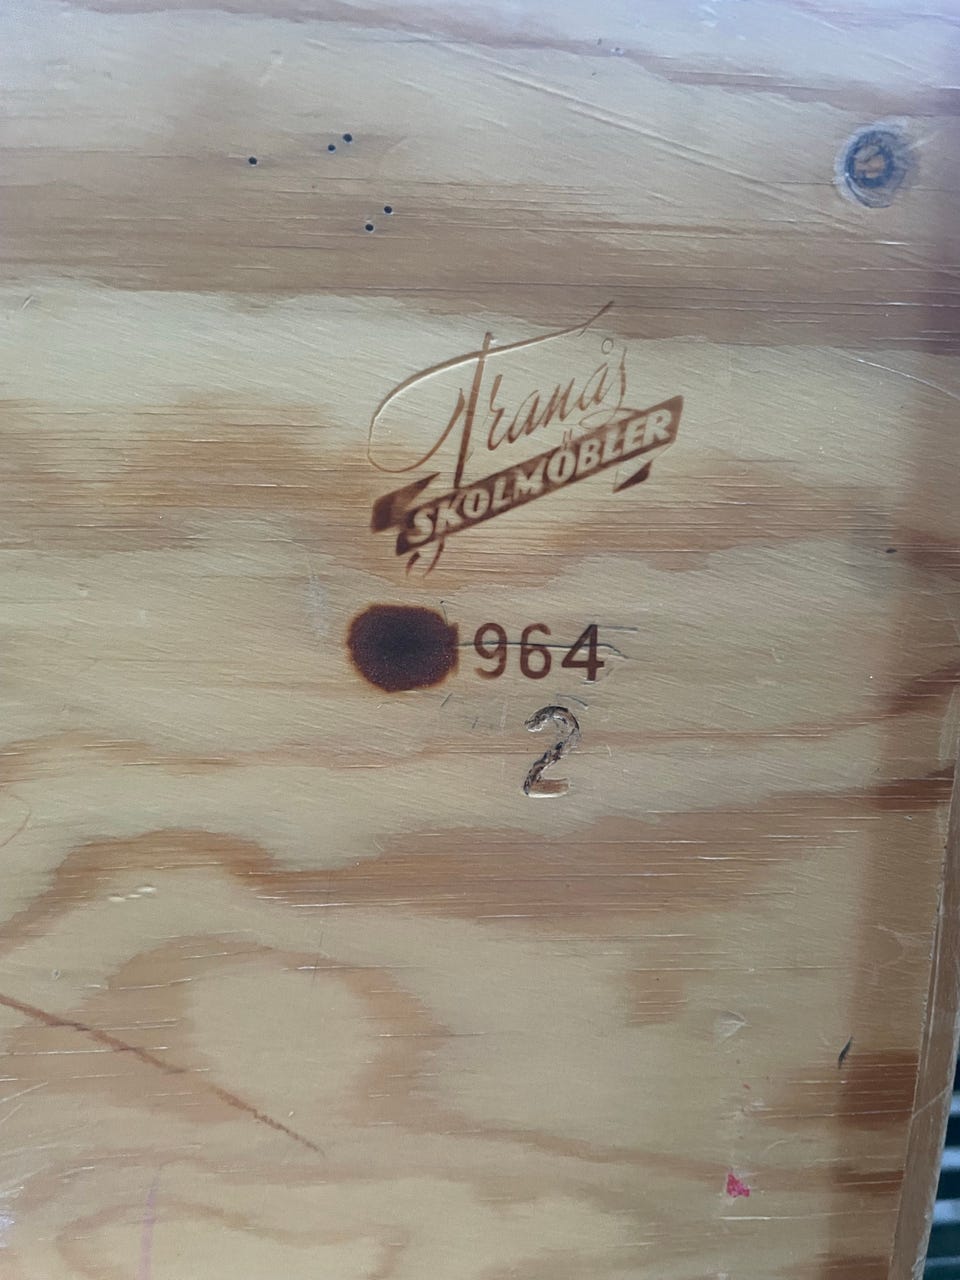 Tranås
SKOLMÖBLER
964
2